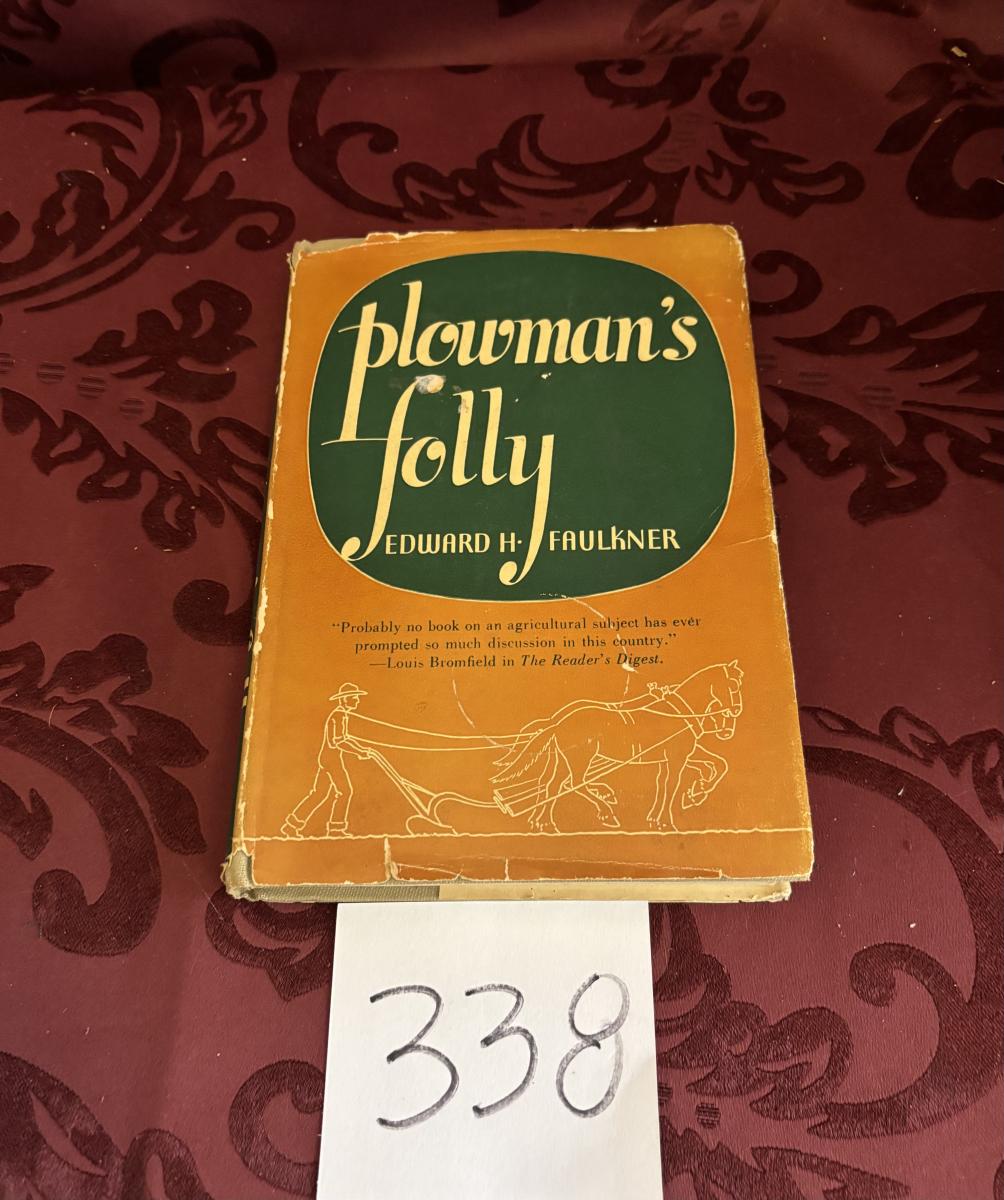 plowman's
folly
EDWARD H. FAULKNER
"Probably no book on an agricultural subject has ever
prompted so much discussion in this country."
—Louis Bromfield in The Reader's Digest.
338